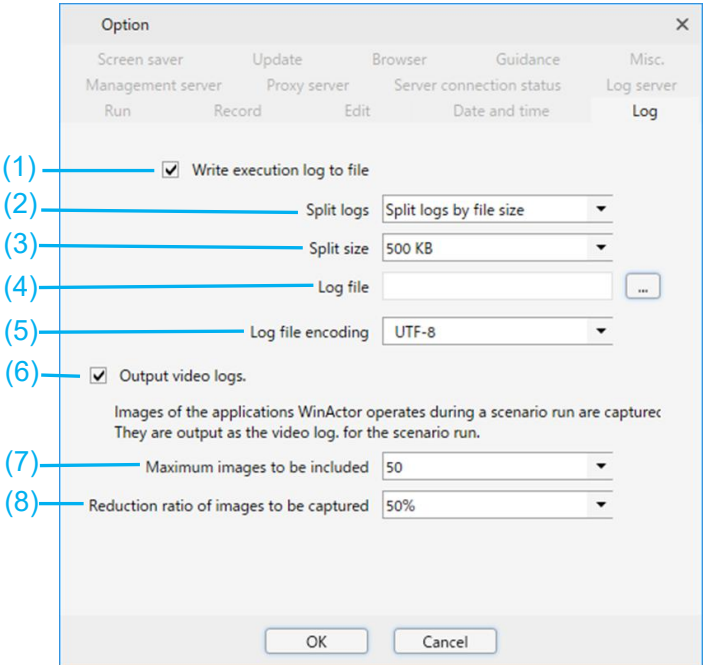 Option
Screen saver Update Browser Guidance Misc.
Management server Proxy server Server connection status Log server
Run Record Edit Date and time Log
(1) Write execution log to file
(2) Split logs Split logs by file size
(3) Split size 500 KB
(4) Log file ...
(5) Log file encoding UTF-8
(6) Output video logs.
Images of the applications WinActor operates during a scenario run are captured
They are output as the video log. for the scenario run.
(7) Maximum images to be included 50
(8) Reduction ratio of images to be captured 50%
OK Cancel